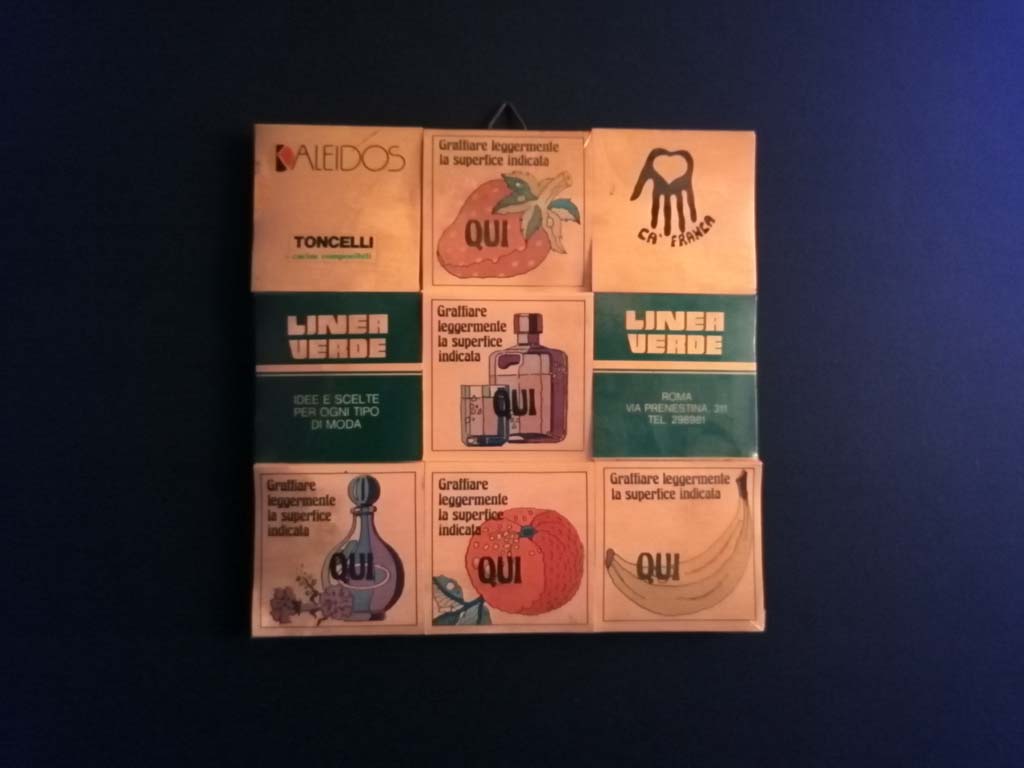 KALEIDOS
TONCELLI
cucine componibili
Graffiare leggermente
la superfice indicata
QUI
CA' FRANCA
LINEA
VERDE
IDEE E SCELTE
PER OGNI TIPO
DI MODA
Graffiare
leggermente
la superfice
indicata
QUI
LINEA
VERDE
ROMA
VIA PRENESTINA, 311
TEL. 298981
Graffiare
leggermente
la superfice
indicata
QUI
Graffiare
leggermente
la superfice
indicata
QUI
Graffiare leggermente
la superfice indicata
QUI